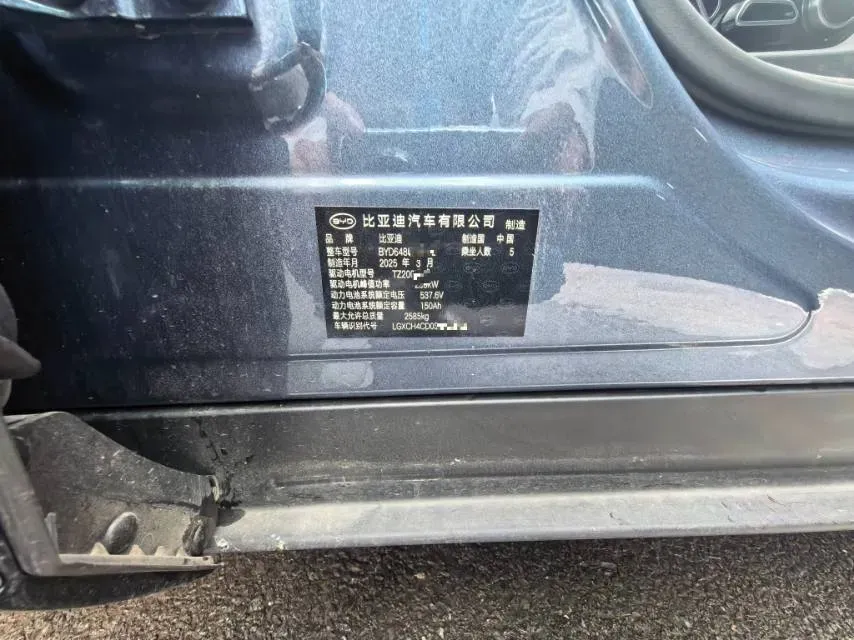 BYD 比亚迪汽车有限公司 制造
品 牌 比亚迪 制造国 中国
整车型号 BYD648 乘坐人数 5
制造年月 2025 年 3 月
驱动电机型号 TZ20
驱动电机峰值功率 kW
动力电池系统额定电压 537.6V
动力电池系统额定容量 150Ah
最大允许总质量 2585kg
车辆识别代号 LGXCH4CD0